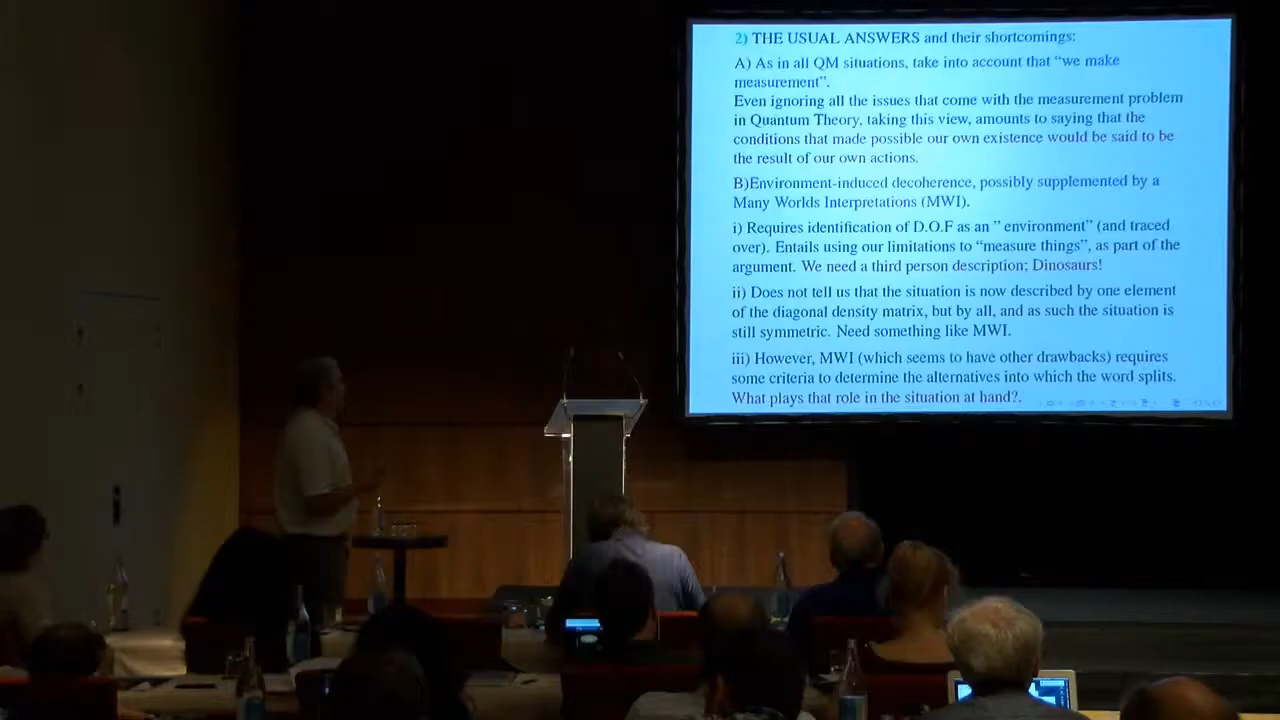 2) THE USUAL ANSWERS and their shortcomings:
A) As in all QM situations, take into account that “we make
measurement”.
Even ignoring all the issues that come with the measurement problem
in Quantum Theory, taking this view, amounts to saying that the
conditions that made possible our own existence would be said to be
the result of our own actions.
B)Environment-induced decoherence, possibly supplemented by a
Many Worlds Interpretations (MWI).
i) Requires identification of D.O.F as an ” environment” (and traced
over). Entails using our limitations to “measure things”, as part of the
argument. We need a third person description; Dinosaurs!
ii) Does not tell us that the situation is now described by one element
of the diagonal density matrix, but by all, and as such the situation is
still symmetric. Need something like MWI.
iii) However, MWI (which seems to have other drawbacks) requires
some criteria to determine the alternatives into which the word splits.
What plays that role in the situation at hand?.